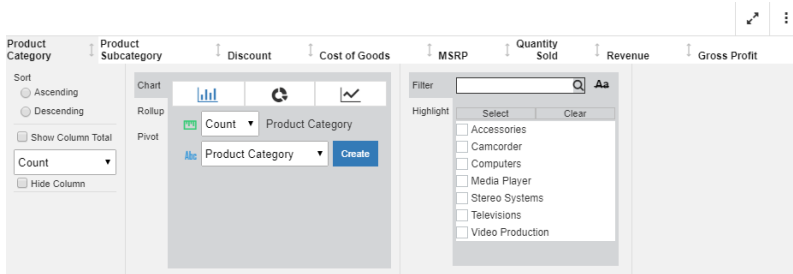 Product Category
Product Subcategory
Discount
Cost of Goods
MSRP
Quantity Sold
Revenue
Gross Profit
Sort
Ascending
Descending
Show Column Total
Count
Hide Column
Chart
Rollup
Pivot
Count
Product Category
Abc
Product Category
Create
Filter
Aa
Highlight
Select
Clear
Accessories
Camcorder
Computers
Media Player
Stereo Systems
Televisions
Video Production